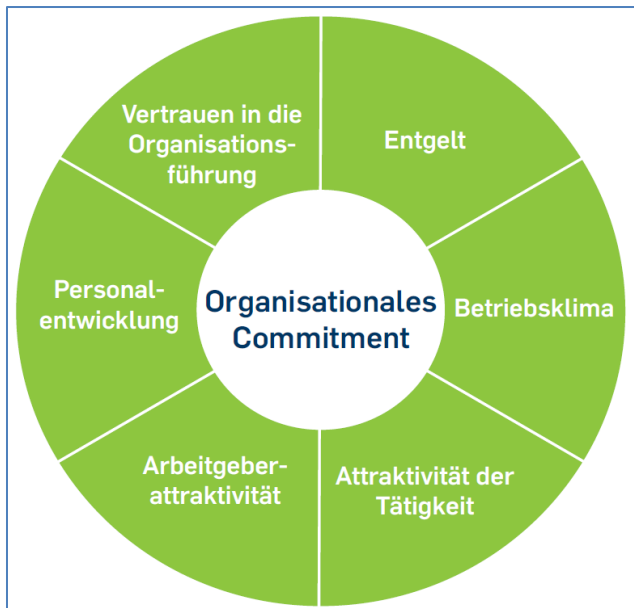 Vertrauen in die
Organisations-
führung
Entgelt
Betriebsklima
Attraktivität der
Tätigkeit
Arbeitgeber-
attraktivität
Personal-
entwicklung
Organisationales
Commitment